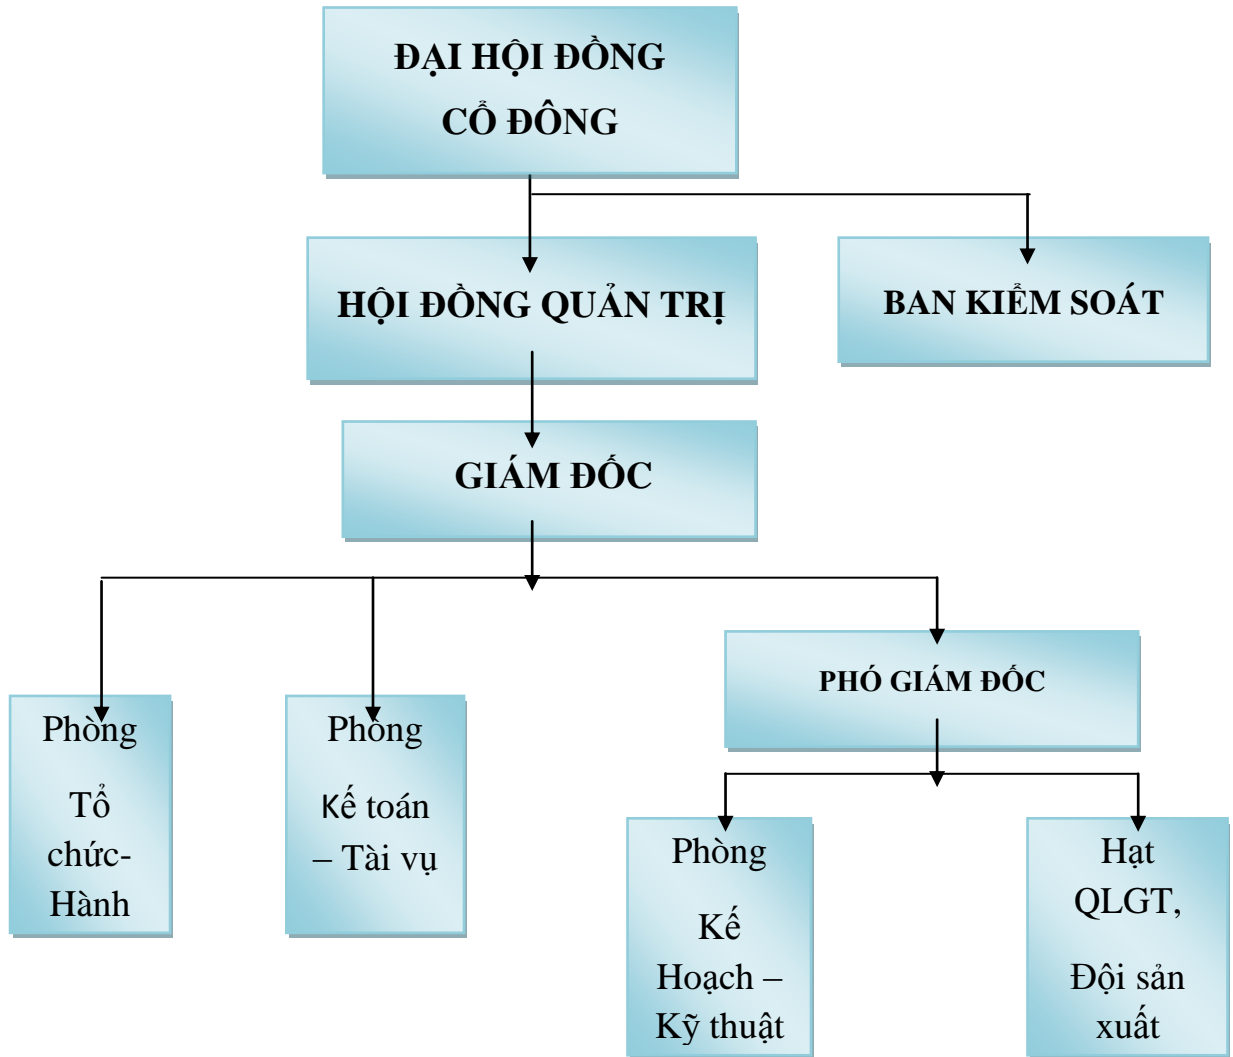 ĐẠI HỘI ĐỒNG
CỔ ĐÔNG
HỘI ĐỒNG QUẢN TRỊ
BAN KIỂM SOÁT
GIÁM ĐỐC
PHÓ GIÁM ĐỐC
Phòng
Tổ
chức-
Hành
Phòng
Kế toán
– Tài vụ
Phòng
Kế
Hoạch –
Kỹ thuật
Hạt
QLGT,
Đội sản
xuất